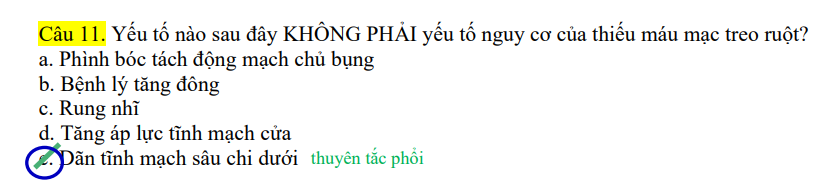 Câu 11. Yếu tố nào sau đây KHÔNG PHẢI yếu tố nguy cơ của thiếu máu mạc treo ruột?
a. Phình bóc tách động mạch chủ bụng
b. Bệnh lý tăng đông
c. Rung nhĩ
d. Tăng áp lực tĩnh mạch cửa
e. Dãn tĩnh mạch sâu chi dưới thuyên tắc phổi